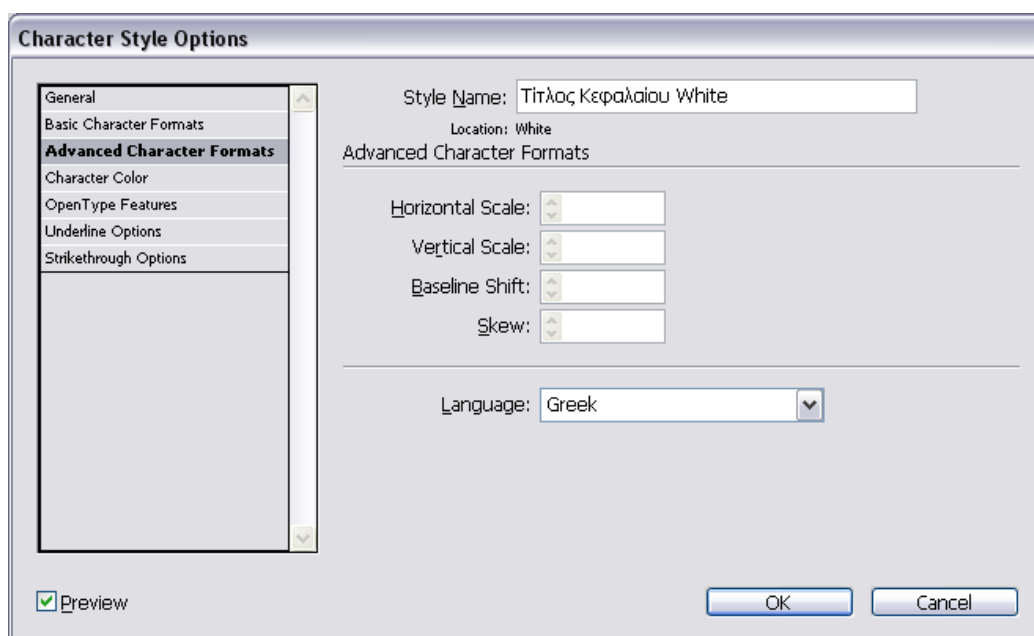 Character Style Options
General
Basic Character Formats
Advanced Character Formats
Character Color
OpenType Features
Underline Options
Strikethrough Options
Style Name: Τίτλος Κεφαλαίου White
Location: White
Advanced Character Formats
Horizontal Scale:
Vertical Scale:
Baseline Shift:
Skew:
Language: Greek
Preview
OK
Cancel